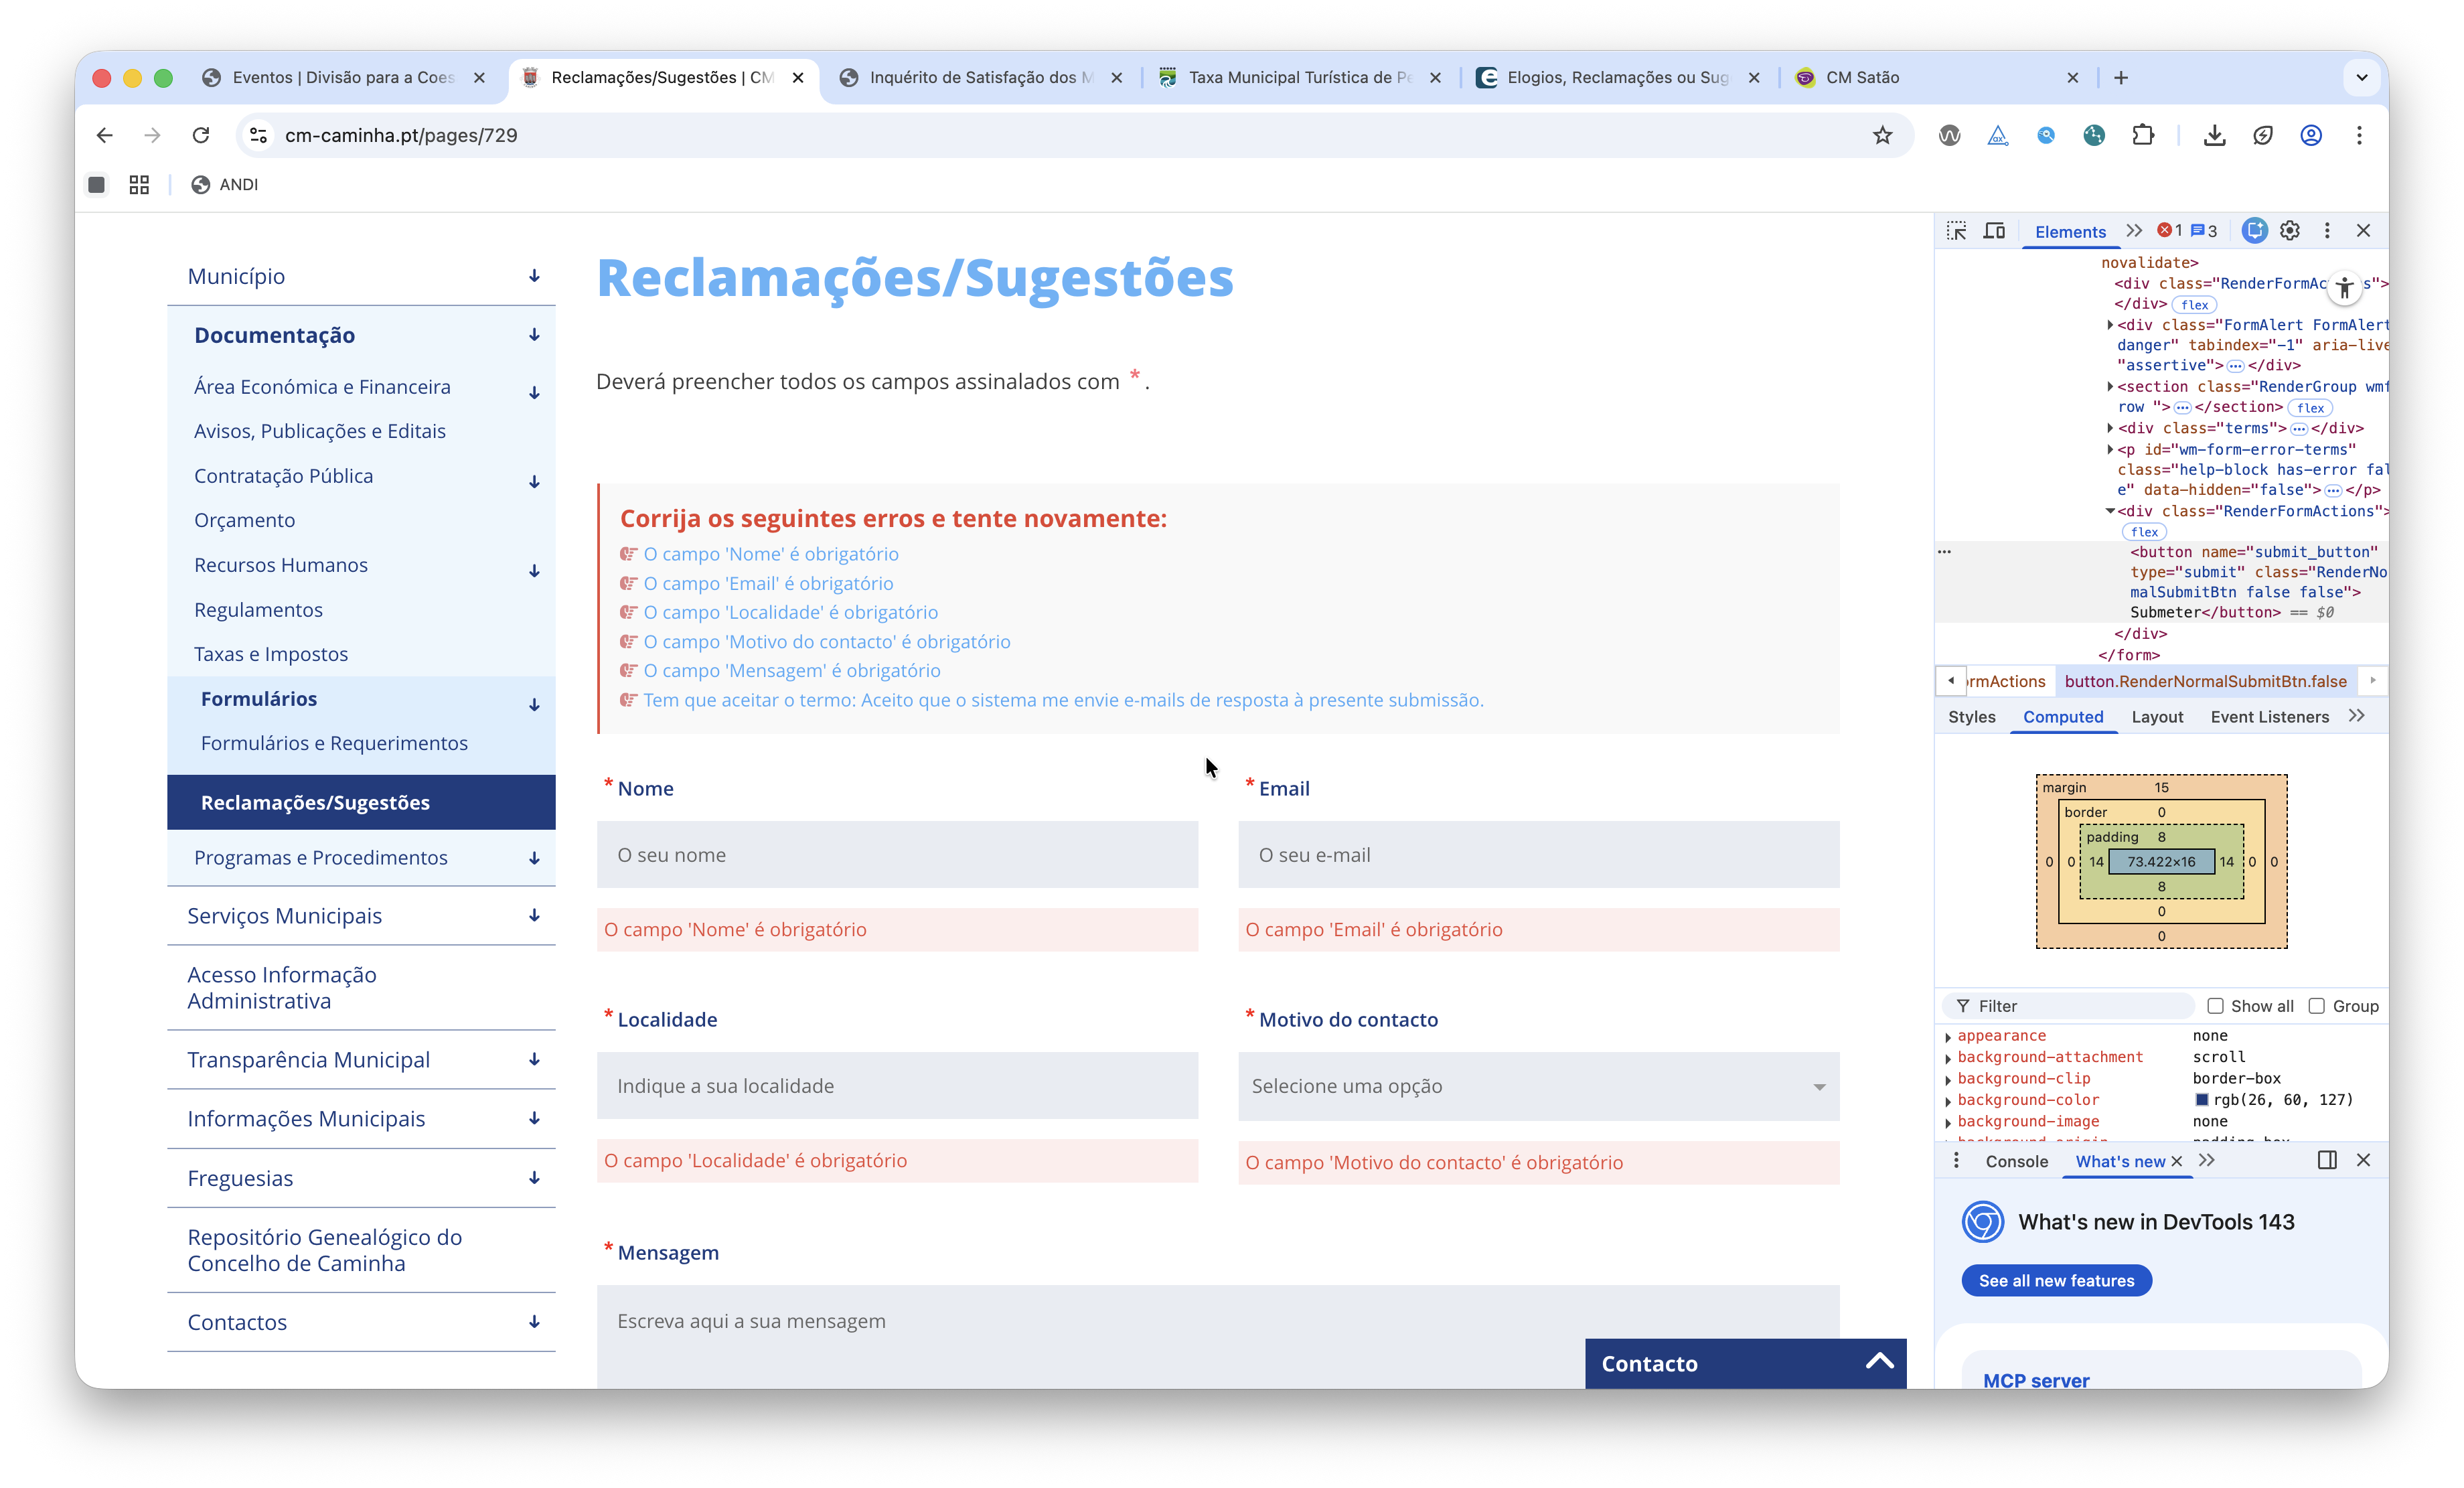 Eventos | Divisão para a Coes
Reclamações/Sugestões | CM
Inquérito de Satisfação dos M
Taxa Municipal Turística de Pe
Elogios, Reclamações ou Sug
CM Satão
cm-caminha.pt/pages/729
ANDI
Município
Documentação
Área Económica e Financeira
Avisos, Publicações e Editais
Contratação Pública
Orçamento
Recursos Humanos
Regulamentos
Taxas e Impostos
Formulários
Formulários e Requerimentos
Reclamações/Sugestões
Programas e Procedimentos
Serviços Municipais
Acesso Informação
Administrativa
Transparência Municipal
Informações Municipais
Freguesias
Repositório Genealógico do
Concelho de Caminha
Contactos
Reclamações/Sugestões
Deverá preencher todos os campos assinalados com * .
Corrija os seguintes erros e tente novamente:
O campo 'Nome' é obrigatório
O campo 'Email' é obrigatório
O campo 'Localidade' é obrigatório
O campo 'Motivo do contacto' é obrigatório
O campo 'Mensagem' é obrigatório
Tem que aceitar o termo: Aceito que o sistema me envie e-mails de resposta à presente submissão.
* Nome
O seu nome
O campo 'Nome' é obrigatório
* Email
O seu e-mail
O campo 'Email' é obrigatório
* Localidade
Indique a sua localidade
O campo 'Localidade' é obrigatório
* Motivo do contacto
Selecione uma opção
O campo 'Motivo do contacto' é obrigatório
* Mensagem
Escreva aqui a sua mensagem
Contacto
Elements
1
3
novalidate>
<div class="RenderFormAc s">
</div> flex
<div class="FormAlert FormAlert
danger" tabindex="-1" aria-live
"assertive"> ••• </div>
<section class="RenderGroup wmf
row "> ••• </section> flex
<div class="terms"> ••• </div>
<p id="wm-form-error-terms"
class="help-block has-error fal
e" data-hidden="false"> ••• </p>
<div class="RenderFormActions">
flex
<button name="submit_button"
type="submit" class="RenderNo
malSubmitBtn false false">
Submeter</button> == $0
</div>
</form>
ormActions
button.RenderNormalSubmitBtn.false
Styles
Computed
Layout
Event Listeners
margin 15
border 0
padding 8
0 0 14 73.422×16 14 0 0
8
0
0
Filter
Show all
Group
appearance none
background-attachment scroll
background-clip border-box
background-color rgb(26, 60, 127)
background-image none
Console
What's new
What's new in DevTools 143
See all new features
MCP server